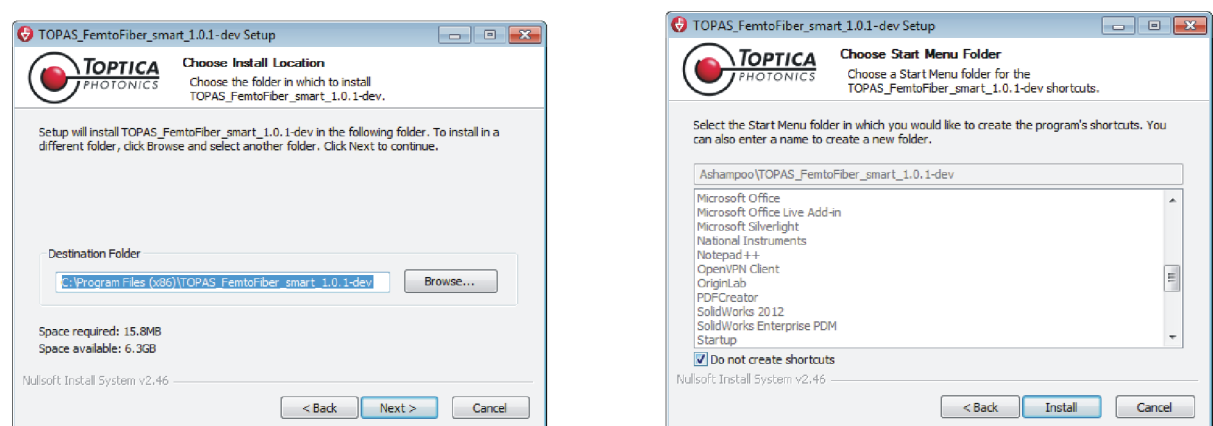 TOPAS_FemtoFiber_smart_1.0.1-dev Setup
TOPTICA
PHOTONICS
Choose Install Location
Choose the folder in which to install
TOPAS_FemtoFiber_smart_1.0.1-dev.
Setup will install TOPAS_FemtoFiber_smart_1.0.1-dev in the following folder. To install in a
different folder, click Browse and select another folder. Click Next to continue.
Destination Folder
C:\Program Files (x86)\TOPAS_FemtoFiber_smart_1.0.1-dev
Browse...
Space required: 15.8MB
Space available: 6.3GB
Nullsoft Install System v2.46
< Back
Next >
Cancel
TOPAS_FemtoFiber_smart_1.0.1-dev Setup
TOPTICA
PHOTONICS
Choose Start Menu Folder
Choose a Start Menu folder for the
TOPAS_FemtoFiber_smart_1.0.1-dev shortcuts.
Select the Start Menu folder in which you would like to create the program's shortcuts. You
can also enter a name to create a new folder.
Ashampoo\TOPAS_FemtoFiber_smart_1.0.1-dev
Microsoft Office
Microsoft Office Live Add-in
Microsoft Silverlight
National Instruments
Notepad++
OpenVPN Client
OriginLab
PDFCreator
SolidWorks 2012
SolidWorks Enterprise PDM
Startup
Do not create shortcuts
Nullsoft Install System v2.46
< Back
Install
Cancel